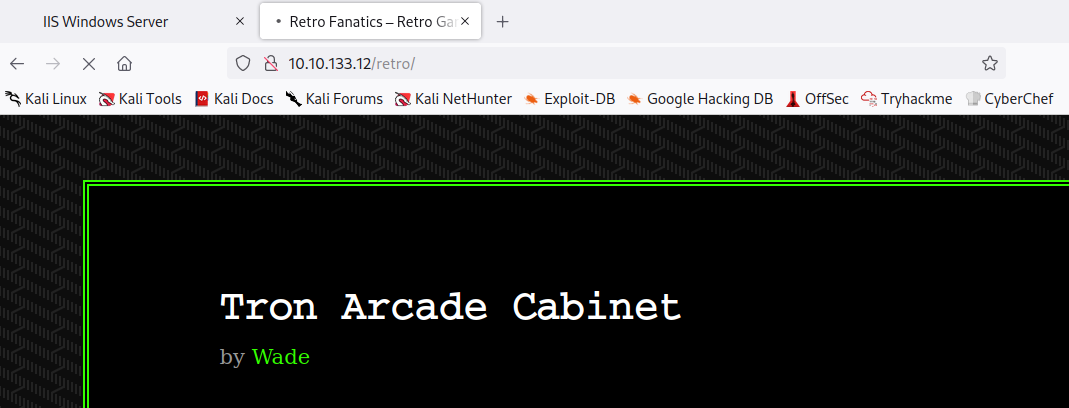 IIS Windows Server
Retro Fanatics – Retro Ga
10.10.133.12/retro/
Kali Linux Kali Tools Kali Docs Kali Forums Kali NetHunter Exploit-DB Google Hacking DB OffSec Tryhackme CyberChef
Tron Arcade Cabinet
by Wade